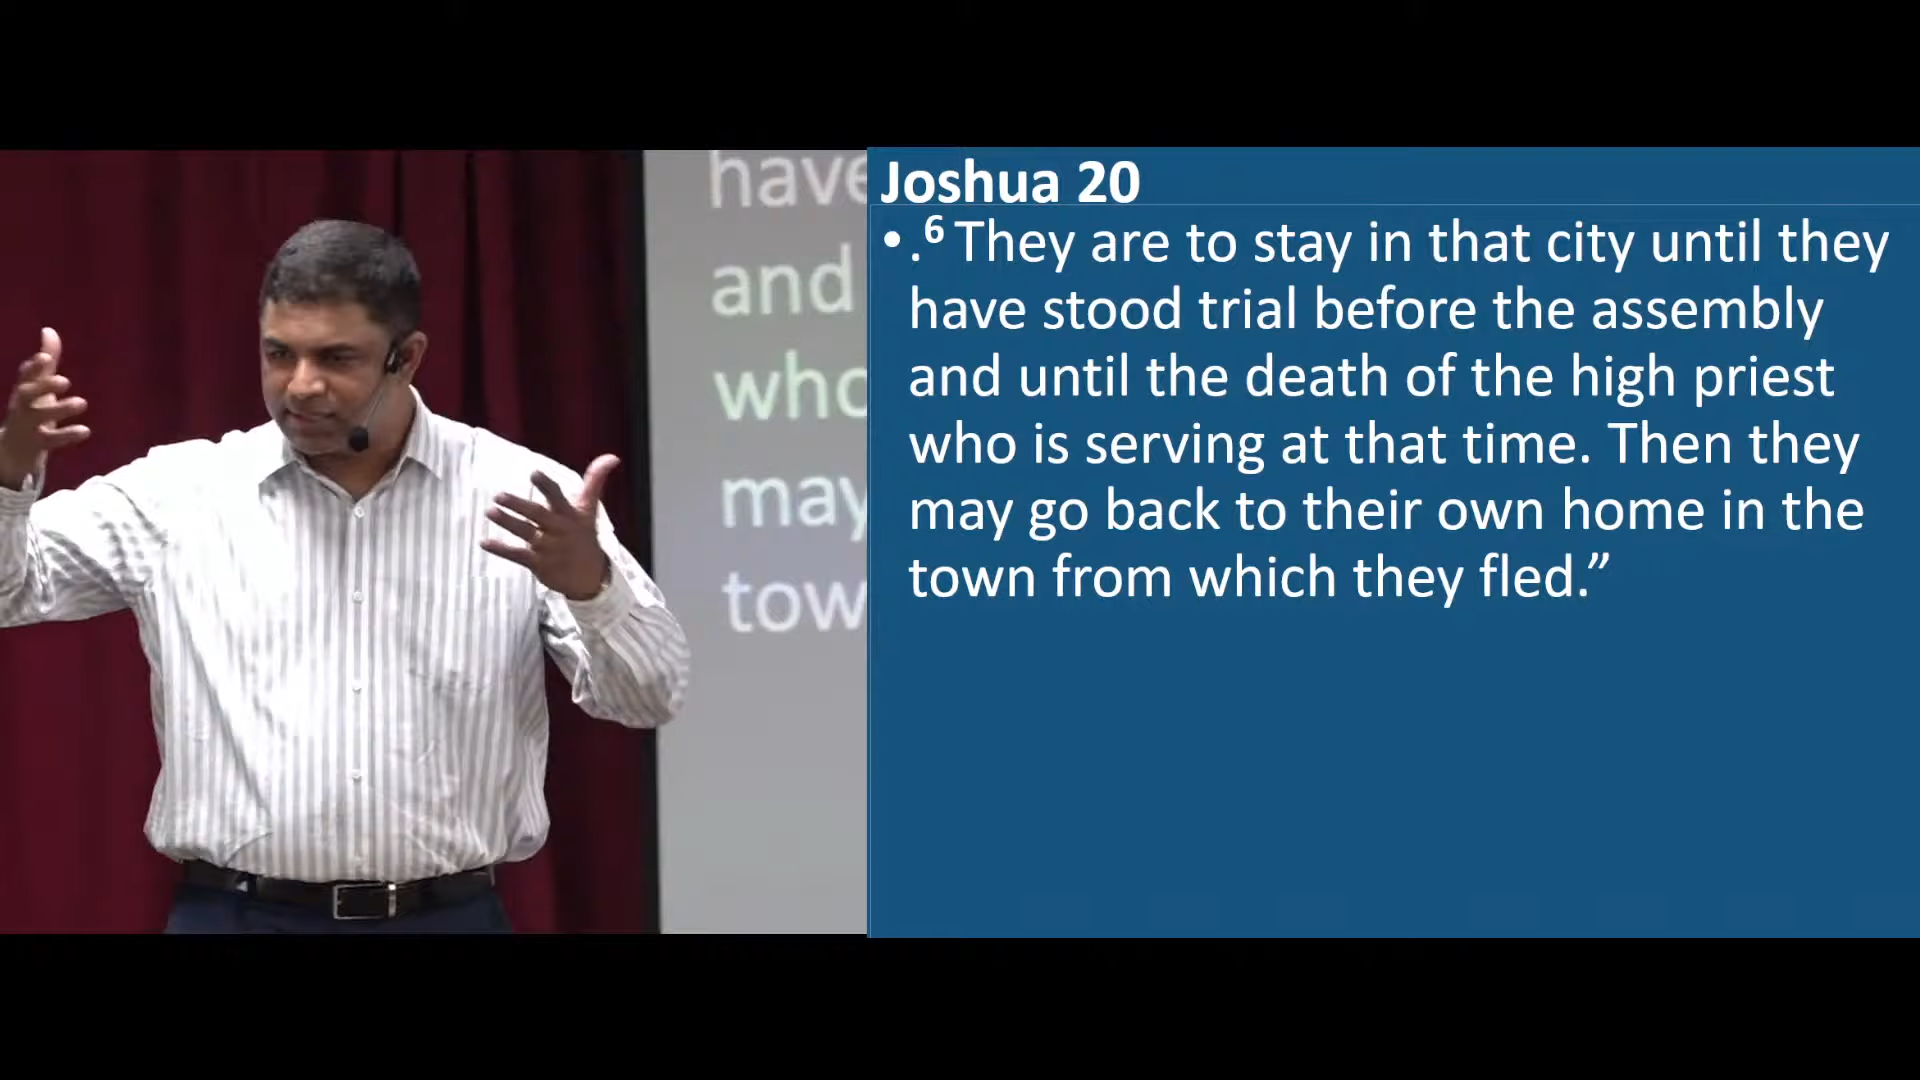 have
and
who
may
tow
Joshua 20
• .6 They are to stay in that city until they
have stood trial before the assembly
and until the death of the high priest
who is serving at that time. Then they
may go back to their own home in the
town from which they fled.”